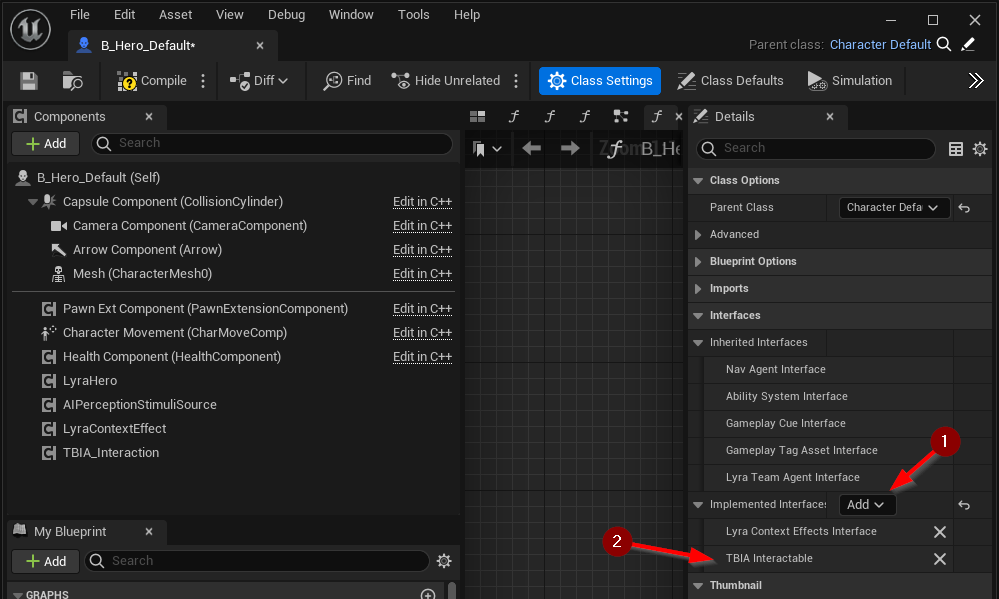 File Edit Asset View Debug Window Tools Help
B_Hero_Default*
Parent class: Character Default
Compile Diff Find Hide Unrelated Class Settings Class Defaults Simulation
Components
Add Search
B_Hero_Default (Self)
Capsule Component (CollisionCylinder) Edit in C++
Camera Component (CameraComponent) Edit in C++
Arrow Component (Arrow) Edit in C++
Mesh (CharacterMesh0) Edit in C++
Pawn Ext Component (PawnExtensionComponent) Edit in C++
Character Movement (CharMoveComp) Edit in C++
Health Component (HealthComponent) Edit in C++
LyraHero
AIPerceptionStimuliSource
LyraContextEffect
TBIA_Interaction
My Blueprint
Add Search
GRAPHS
Zoom
B_He
Details
Search
Class Options
Parent Class Character Defau
Advanced
Blueprint Options
Imports
Interfaces
Inherited Interfaces
Nav Agent Interface
Ability System Interface
Gameplay Cue Interface
Gameplay Tag Asset Interface
Lyra Team Agent Interface
1
Implemented Interfaces Add
Lyra Context Effects Interface
2
TBIA Interactable
Thumbnail